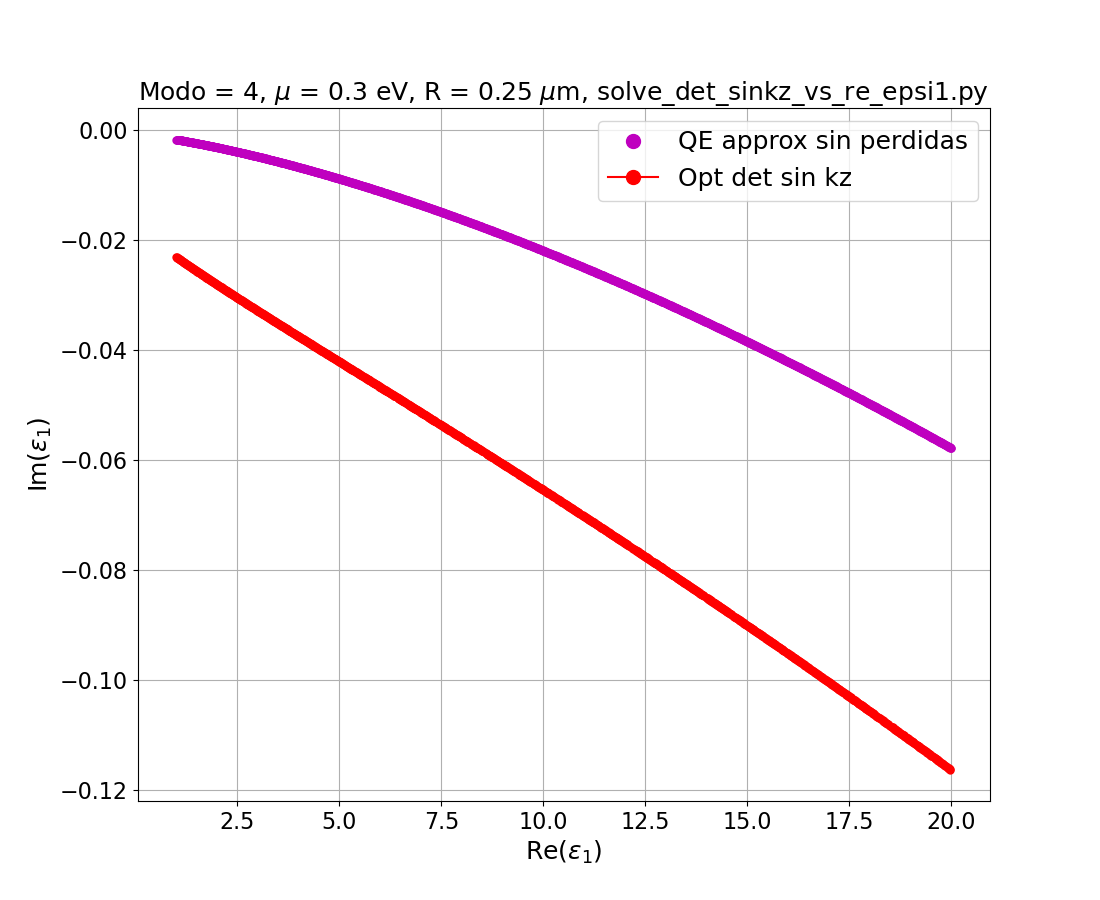 Modo = 4, μ = 0.3 eV, R = 0.25 μm, solve_det_sinkz_vs_re_epsi1.py
QE approx sin perdidas
Opt det sin kz
0.00
−0.02
−0.04
−0.06
−0.08
−0.10
−0.12
Im(ε₁)
2.5 5.0 7.5 10.0 12.5 15.0 17.5 20.0
Re(ε₁)